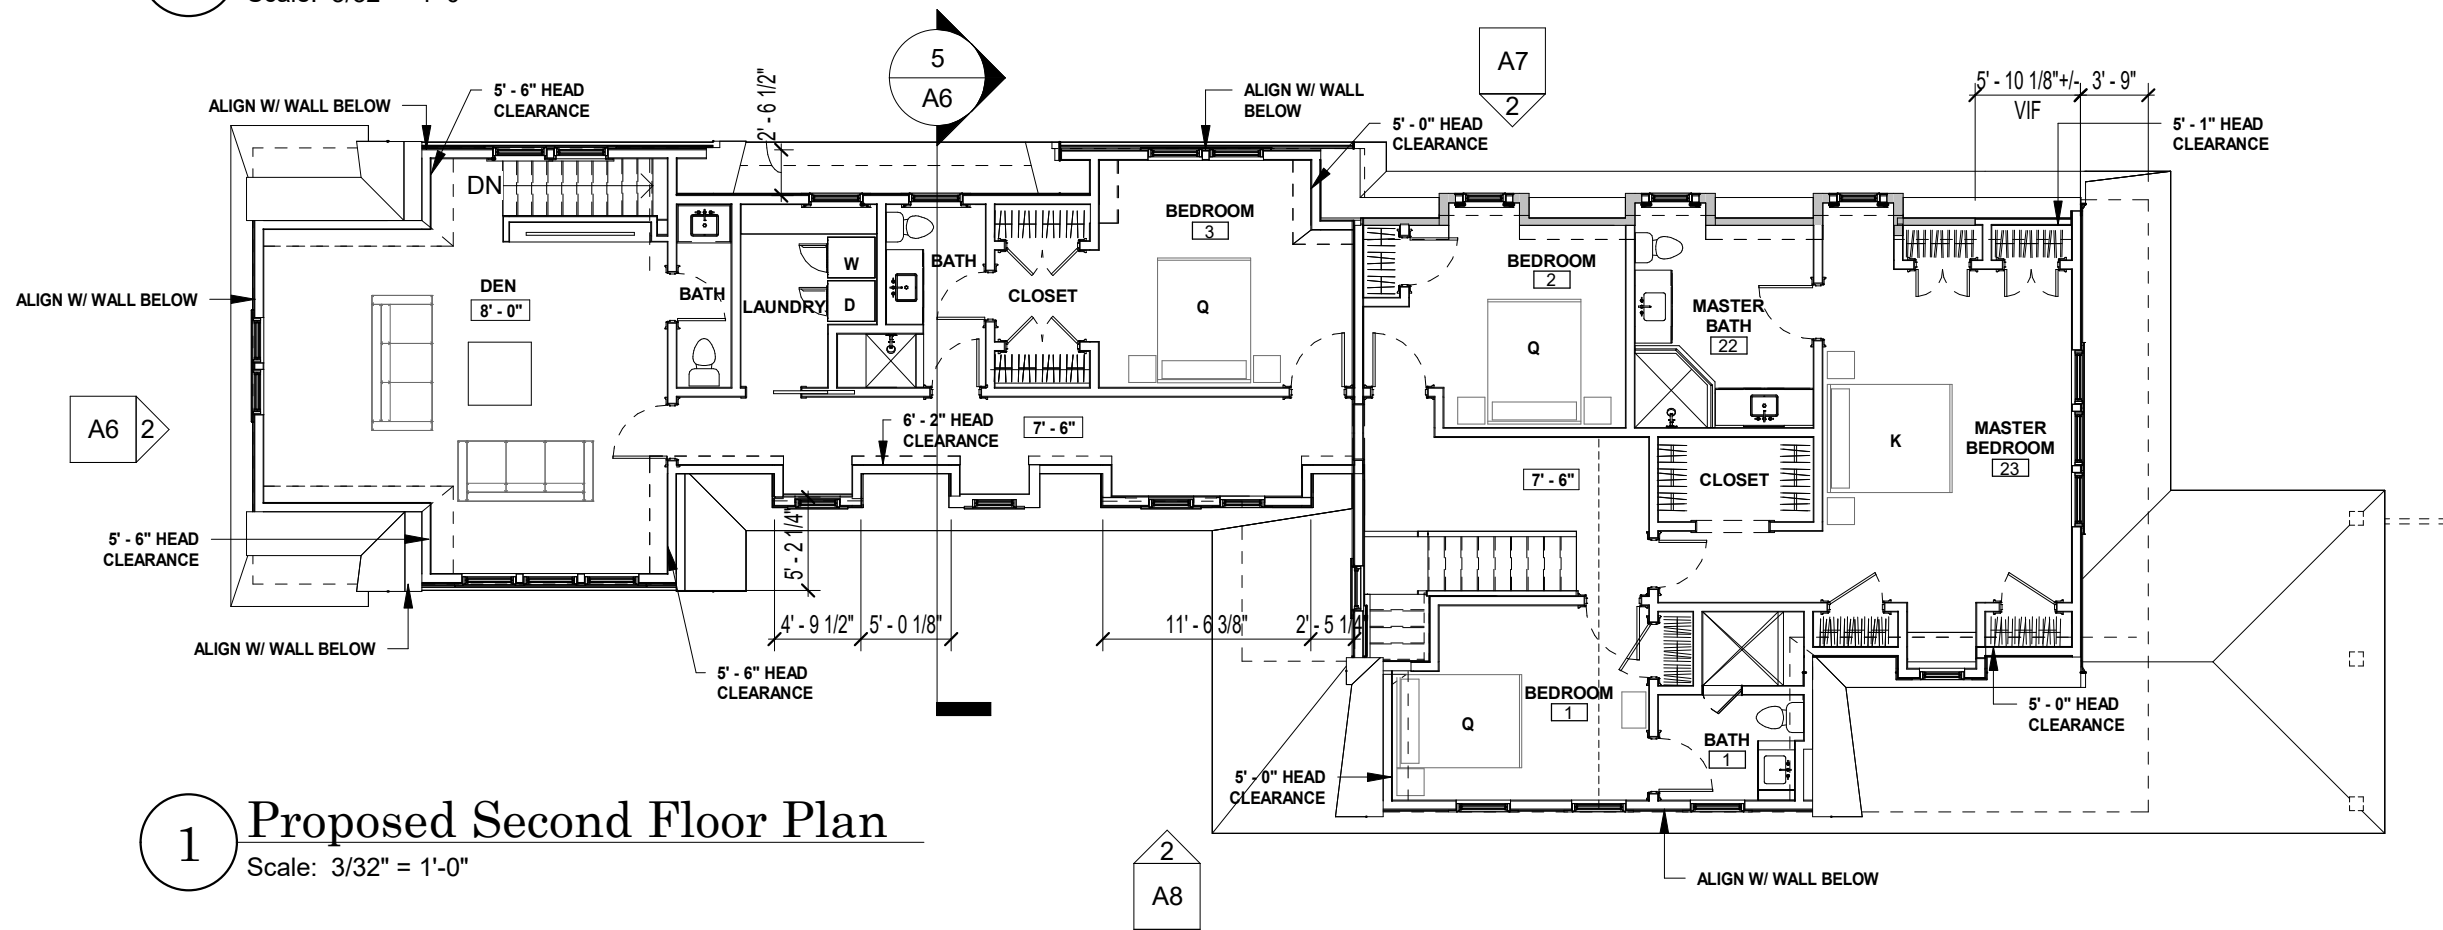 5
A6
A7
2
2' - 6 1/2"
5' - 10 1/8"+/-
3' - 9"
VIF
ALIGN W/ WALL BELOW
5' - 6" HEAD
CLEARANCE
ALIGN W/ WALL
BELOW
5' - 0" HEAD
CLEARANCE
5' - 1" HEAD
CLEARANCE
DN
BEDROOM
3
BATH
CLOSET
W
D
LAUNDRY
BATH
DEN
8' - 0"
ALIGN W/ WALL BELOW
Q
BEDROOM
2
Q
MASTER
BATH
22
A6
2
6' - 2" HEAD
CLEARANCE
7' - 6"
K
MASTER
BEDROOM
23
CLOSET
7' - 6"
5' - 6" HEAD
CLEARANCE
5' - 2 1/4"
4' - 9 1/2"
5' - 0 1/8"
11' - 6 3/8"
2' - 5 1/4"
ALIGN W/ WALL BELOW
5' - 6" HEAD
CLEARANCE
BEDROOM
1
Q
BATH
1
5' - 0" HEAD
CLEARANCE
5' - 0" HEAD
CLEARANCE
1
Proposed Second Floor Plan
Scale: 3/32" = 1'-0"
2
A8
ALIGN W/ WALL BELOW